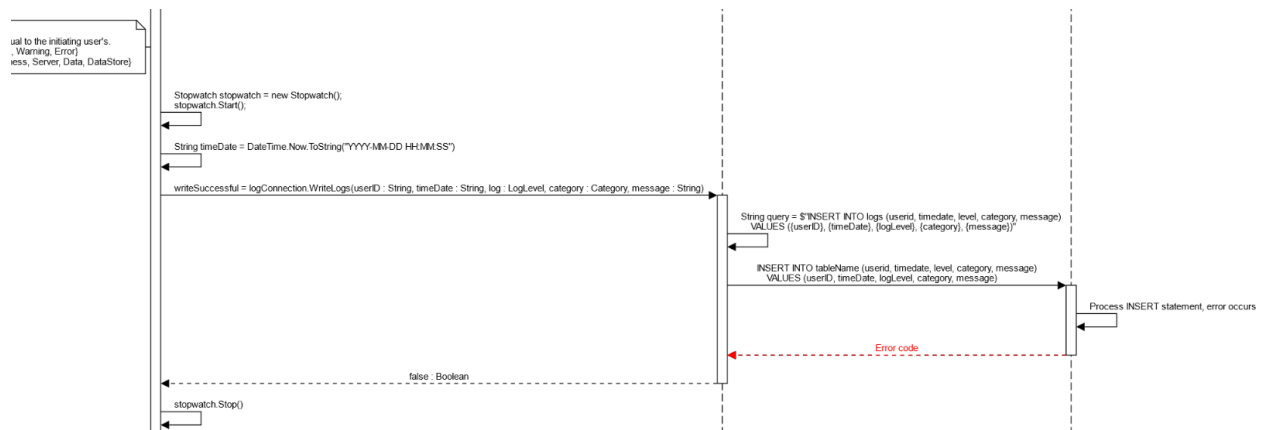 ual to the initiating user's.
, Warning, Error}
ness, Server, Data, DataStore}
Stopwatch stopwatch = new Stopwatch();
stopwatch.Start();
String timeDate = DateTime.Now.ToString("YYYY-MM-DD HH:MM:SS")
writeSuccessful = logConnection.WriteLogs(userID : String, timeDate : String, log : LogLevel, category : Category, message : String)
String query = $"INSERT INTO logs (userid, timedate, level, category, message)
VALUES ({userID}, {timeDate}, {logLevel}, {category}, {message})"
INSERT INTO tableName (userid, timedate, level, category, message)
VALUES (userID, timeDate, logLevel, category, message)
Process INSERT statement, error occurs
Error code
false : Boolean
stopwatch.Stop()